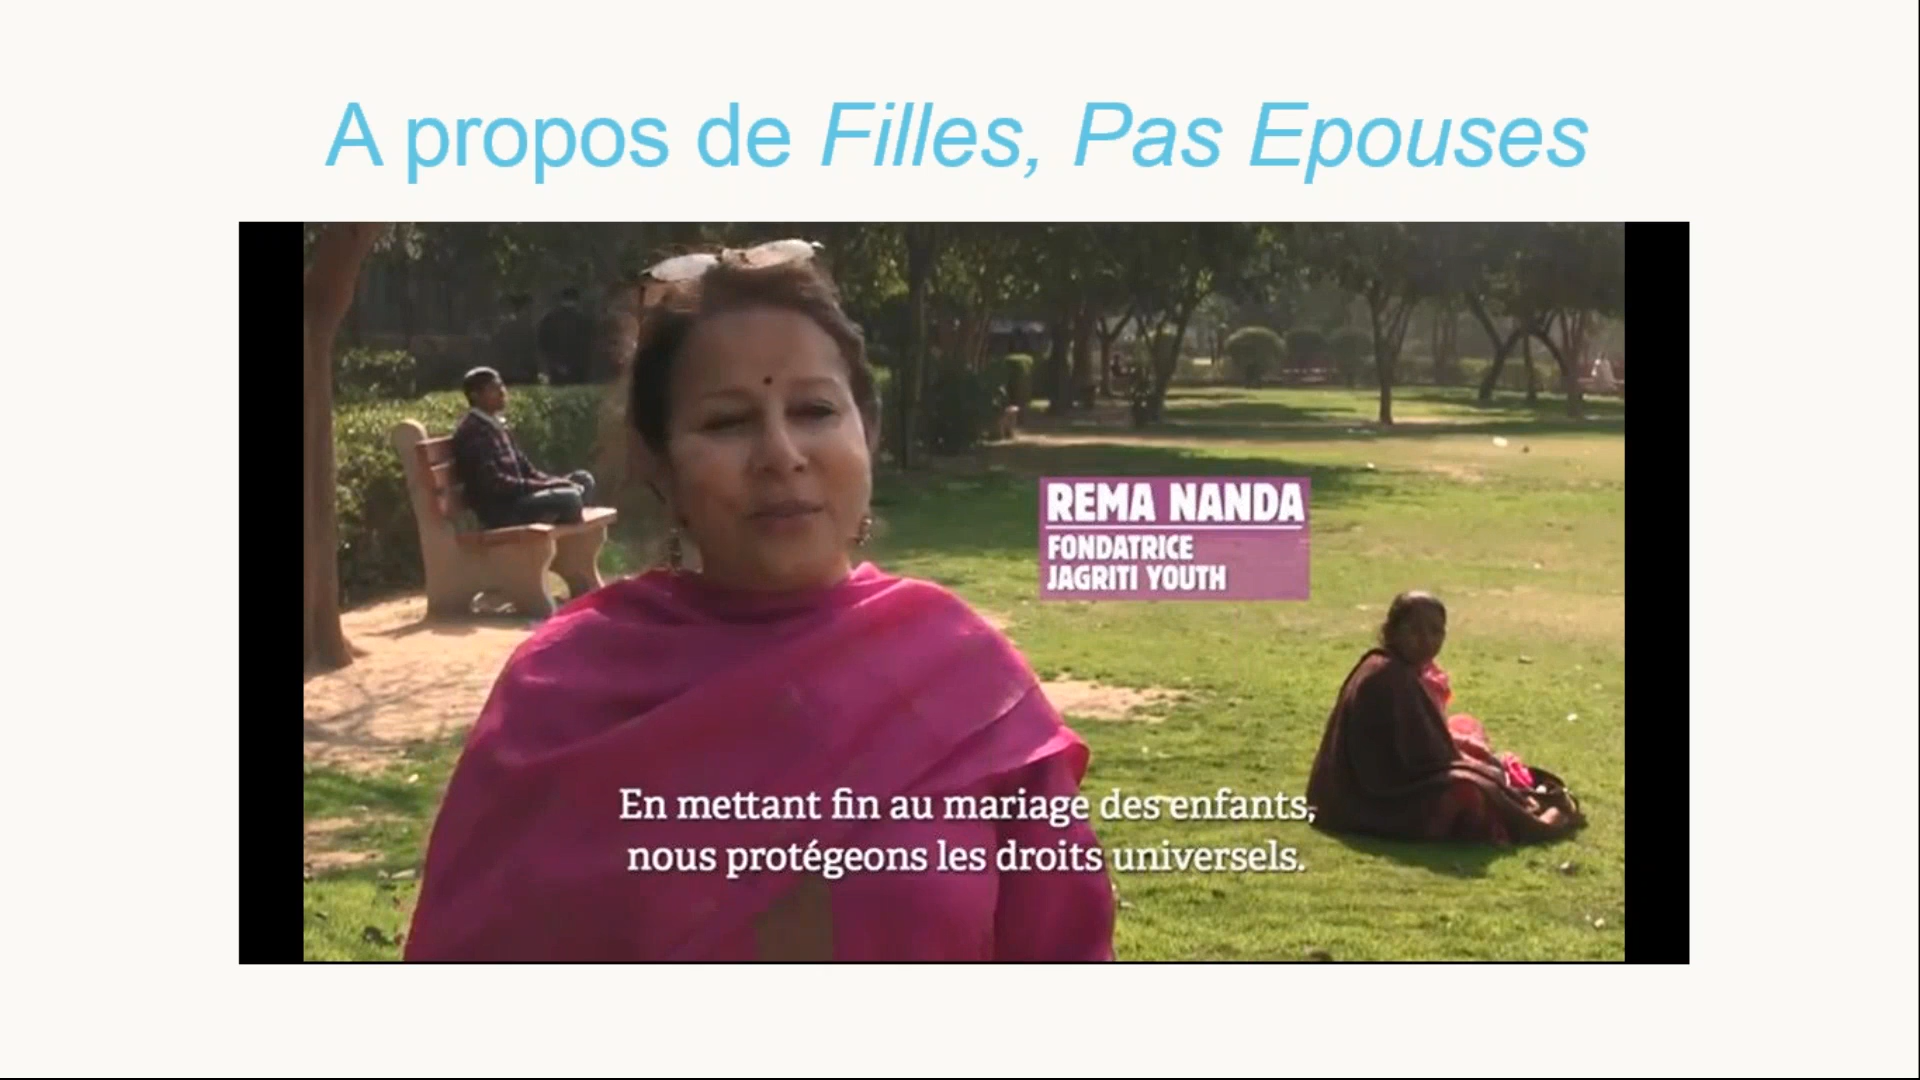 A propos de Filles, Pas Epouses
REMA NANDA
FONDATRICE
JAGRITI YOUTH
En mettant fin au mariage des enfants,
nous protégeons les droits universels.